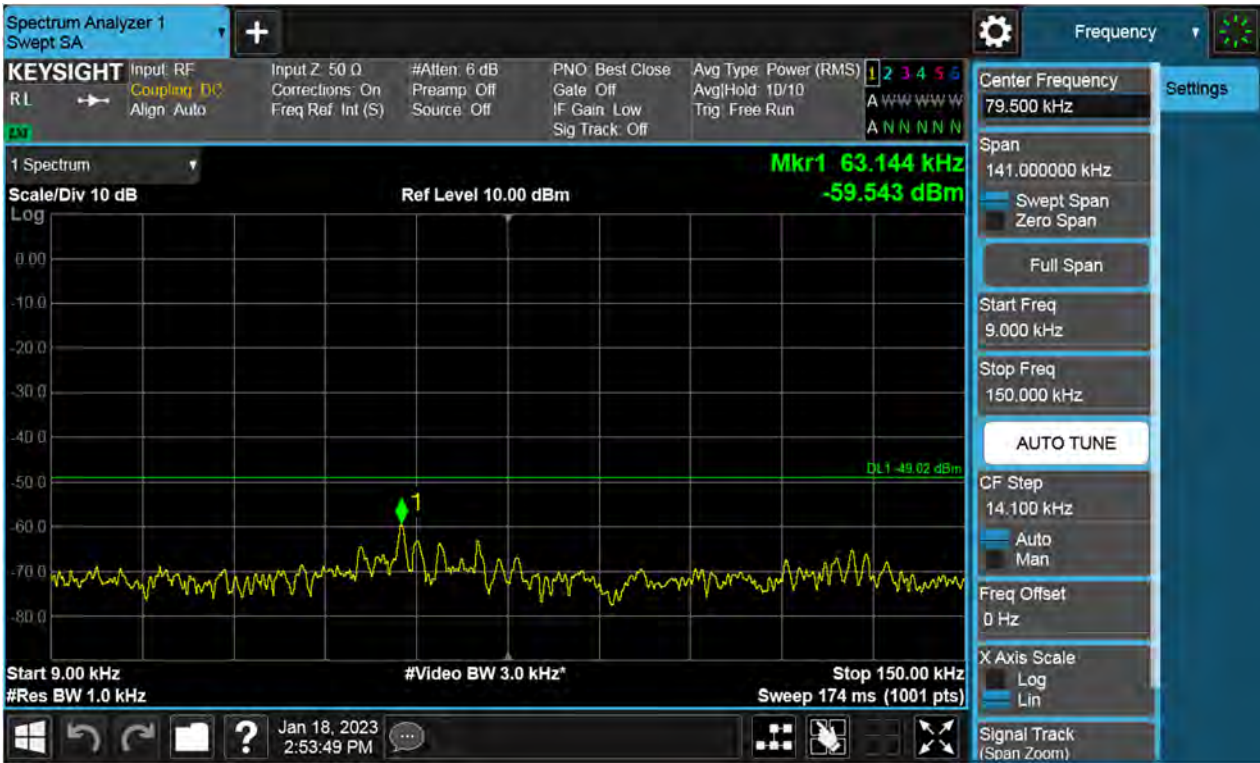 Spectrum Analyzer 1
Swept SA
+
Frequency
KEYSIGHT
RL
Input: RF
Coupling: DC
Align: Auto
Input Z: 50 Ω
Corrections: On
Freq Ref: Int (S)
#Atten: 6 dB
Preamp: Off
Source: Off
PNO: Best Close
Gate: Off
IF Gain: Low
Sig Track: Off
Avg Type: Power (RMS)
Avg|Hold: 10/10
Trig: Free Run
1 2 3 4 5 6
A W W W W W
A N N N N N
LXI
1 Spectrum
Scale/Div 10 dB
Ref Level 10.00 dBm
Mkr1 63.144 kHz
-59.543 dBm
Log
0.00
-10.0
-20.0
-30.0
-40.0
-50.0
-60.0
-70.0
-80.0
DL1 -49.02 dBm
1
Start 9.00 kHz
#Video BW 3.0 kHz*
Stop 150.00 kHz
#Res BW 1.0 kHz
Sweep 174 ms (1001 pts)
?
Jan 18, 2023
2:53:49 PM
Center Frequency
79.500 kHz
Settings
Span
141.000000 kHz
Swept Span
Zero Span
Full Span
Start Freq
9.000 kHz
Stop Freq
150.000 kHz
AUTO TUNE
CF Step
14.100 kHz
Auto
Man
Freq Offset
0 Hz
X Axis Scale
Log
Lin
Signal Track
(Span Zoom)